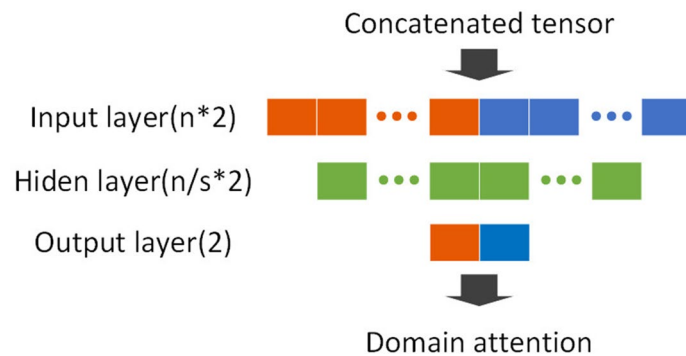 Concatenated tensor
Input layer(n*2)
Hiden layer(n/s*2)
Output layer(2)
Domain attention